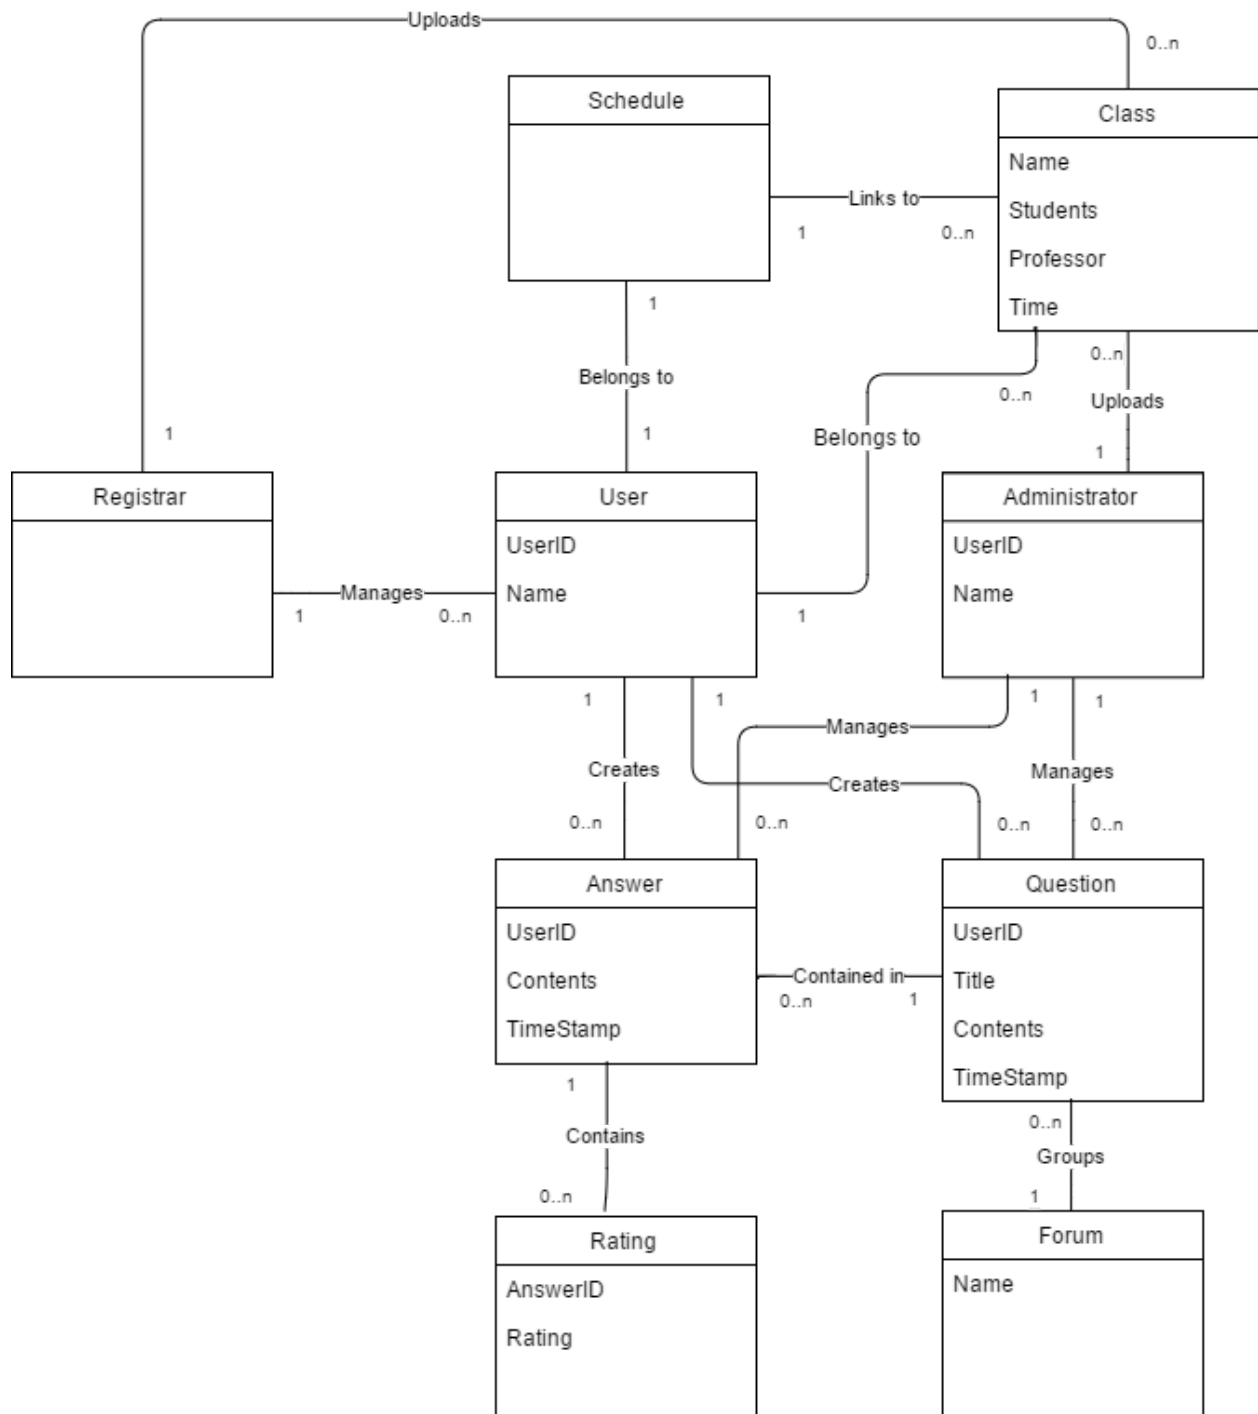 Uploads
0..n
Schedule
Class
Name
Students
Professor
Time
Links to
1
0..n
1
Belongs to
1
0..n
0..n
Uploads
1
Belongs to
1
Registrar
User
UserID
Name
Administrator
UserID
Name
Manages
1
0..n
1
1
1
1
1
Manages
Creates
Creates
Manages
0..n
0..n
0..n
0..n
Answer
UserID
Contents
TimeStamp
Question
UserID
Title
Contents
TimeStamp
Contained in
0..n
1
1
Contains
0..n
0..n
Groups
1
Rating
AnswerID
Rating
Forum
Name